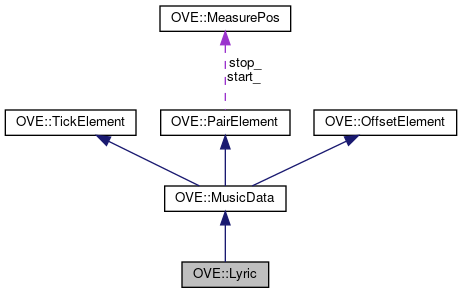 OVE::MeasurePos
stop_
start_
OVE::TickElement
OVE::PairElement
OVE::OffsetElement
OVE::MusicData
OVE::Lyric